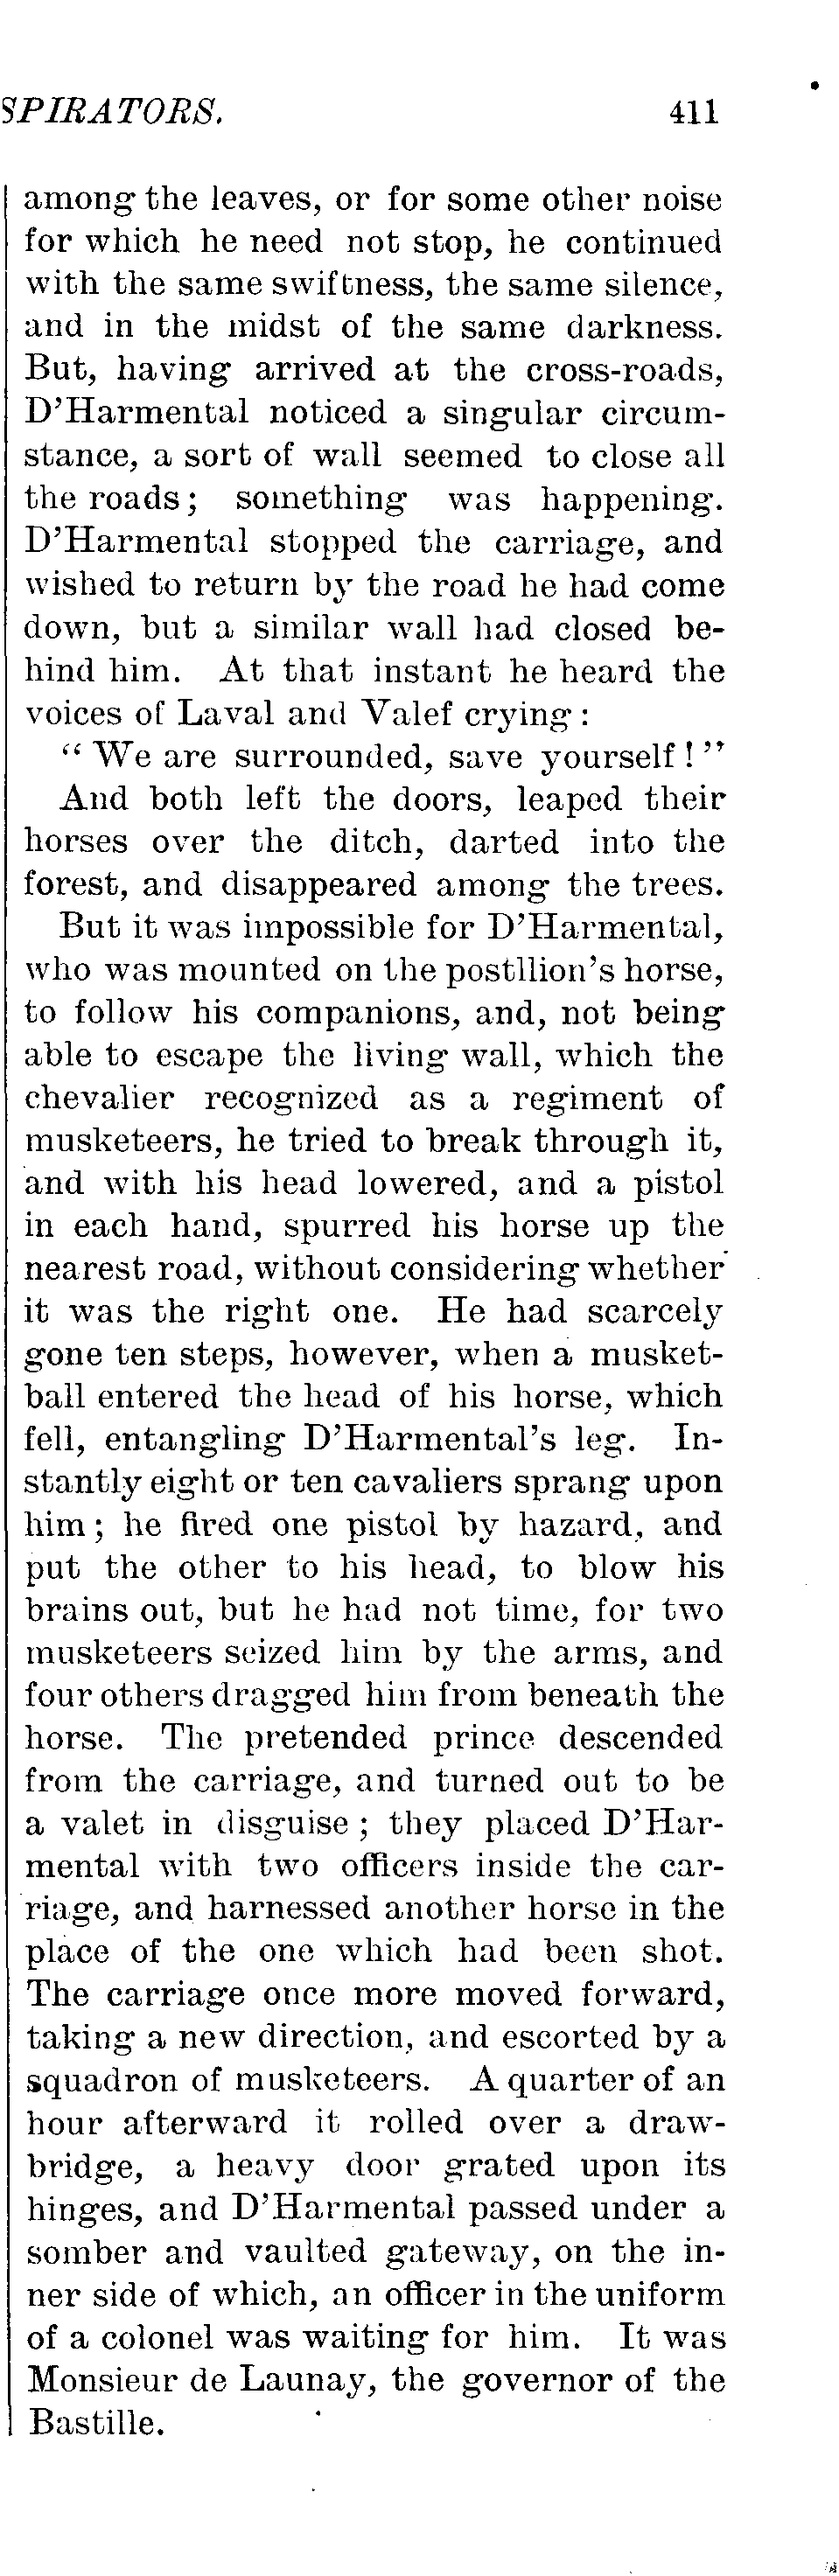 SPIRATORS. 411
among the leaves, or for some other noise
for which he need not stop, he continued
with the same swiftness, the same silence,
and in the midst of the same darkness.
But, having arrived at the cross-roads,
D'Harmental noticed a singular circum-
stance, a sort of wall seemed to close all
the roads; something was happening.
D'Harmental stopped the carriage, and
wished to return by the road he had come
down, but a similar wall had closed be-
hind him. At that instant he heard the
voices of Laval and Valef crying:
"We are surrounded, save yourself!"
And both left the doors, leaped their
horses over the ditch, darted into the
forest, and disappeared among the trees.
But it was impossible for D'Harmental,
who was mounted on the postllion's horse,
to follow his companions, and, not being
able to escape the living wall, which the
chevalier recognized as a regiment of
musketeers, he tried to break through it,
and with his head lowered, and a pistol
in each hand, spurred his horse up the
nearest road, without considering whether
it was the right one. He had scarcely
gone ten steps, however, when a musket-
ball entered the head of his horse, which
fell, entangling D'Harmental's leg. In-
stantly eight or ten cavaliers sprang upon
him; he fired one pistol by hazard, and
put the other to his head, to blow his
brains out, but he had not time, for two
musketeers seized him by the arms, and
four others dragged him from beneath the
horse. The pretended prince descended
from the carriage, and turned out to be
a valet in disguise; they placed D'Har-
mental with two officers inside the car-
riage, and harnessed another horse in the
place of the one which had been shot.
The carriage once more moved forward,
taking a new direction, and escorted by a
squadron of musketeers. A quarter of an
hour afterward it rolled over a draw-
bridge, a heavy door grated upon its
hinges, and D'Harmental passed under a
somber and vaulted gateway, on the in-
ner side of which, an officer in the uniform
of a colonel was waiting for him. It was
Monsieur de Launay, the governor of the
Bastille.